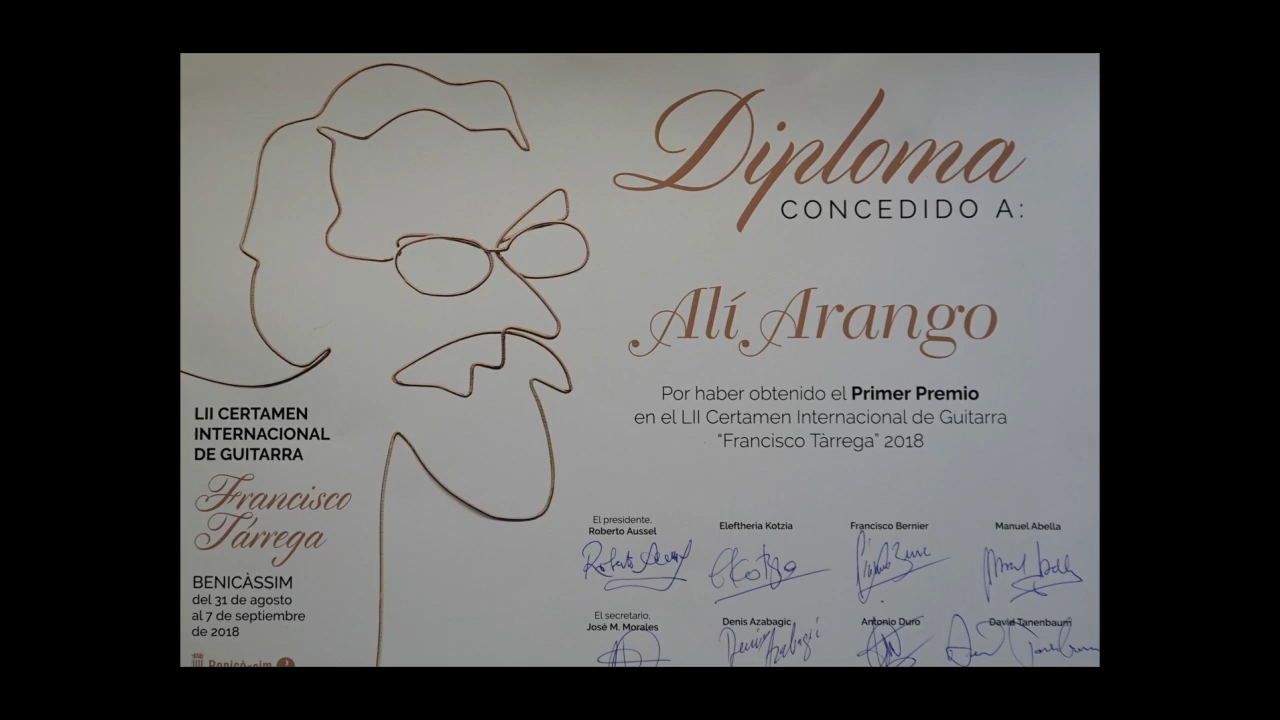 Diploma
CONCEDIDO A:
Alí Arango
Por haber obtenido el Primer Premio
en el LII Certamen Internacional de Guitarra
“Francisco Tàrrega” 2018
LII CERTAMEN
INTERNACIONAL
DE GUITARRA
Francisco
Tárrega
BENICÀSSIM
del 31 de agosto
al 7 de septiembre
de 2018
El presidente,
Roberto Aussel
Eleftheria Kotzia
Francisco Bernier
Manuel Abella
El secretario,
José M. Morales
Denis Azabagic
Antonio Duro
David Tanenbaum